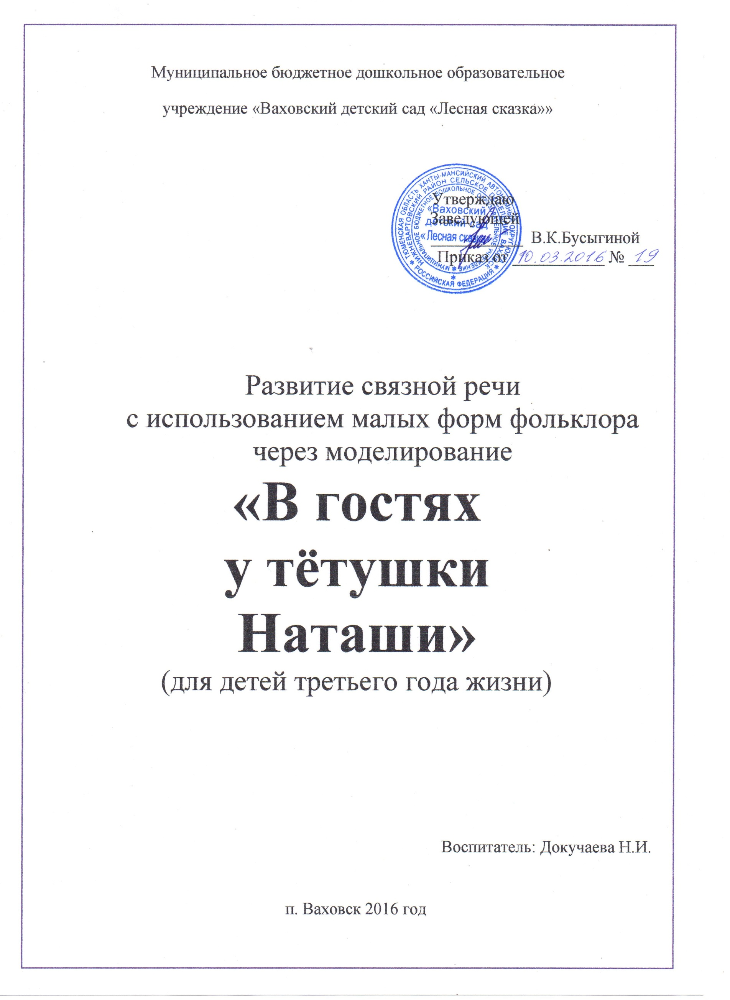 Муниципальное бюджетное дошкольное образовательное
учреждение «Ваховский детский сад «Лесная сказка»»
Утверждаю
Заведующей
В.К.Бусыгиной
Приказ от 10.03.2016 № 19
ТЮМЕНСКАЯ ОБЛАСТЬ ХАНТЫ-МАНСИЙСКИЙ АВТОНОМНЫЙ ОКРУГ-ЮГРА * РОССИЙСКАЯ ФЕДЕРАЦИЯ *
НИЖНЕВАРТОВСКИЙ РАЙОН СЕЛЬСКОЕ ПОСЕЛЕНИЕ ВАХОВСК *
МУНИЦИПАЛЬНОЕ БЮДЖЕТНОЕ ДОШКОЛЬНОЕ ОБРАЗОВАТЕЛЬНОЕ УЧРЕЖДЕНИЕ *
«Ваховский
детский сад
«Лесная сказка»
Развитие связной речи
с использованием малых форм фольклора
через моделирование
«В гостях
у тётушки
Наташи»
(для детей третьего года жизни)
Воспитатель: Докучаева Н.И.
п. Ваховск 2016 год